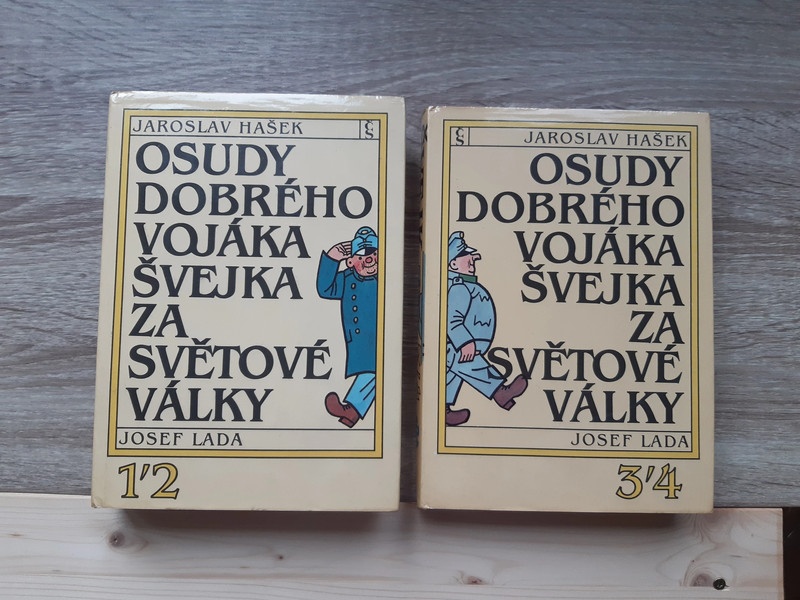 JAROSLAV HAŠEK
OSUDY
DOBRÉHO
VOJÁKA
ŠVEJKA
ZA
SVĚTOVÉ
VÁLKY
JOSEF LADA
1'2
JAROSLAV HAŠEK
OSUDY
DOBRÉHO
VOJÁKA
ŠVEJKA
ZA
SVĚTOVÉ
VÁLKY
JOSEF LADA
3'4